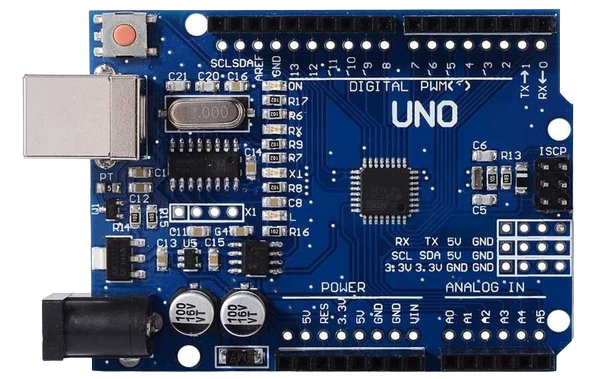 SCLSDA
AREF
GND
13
12
~11
~10
~9
8
7
~6
~5
4
~3
2
TX→1
RX←0
DIGITAL PWM(~)
UNO
C21
C20
C16
ON
R17
R6
RX
R9
R7
R8
C8
L
R16
C14
PT
C12
R15
R14
X1
C11
C13
U5
C15
C6
R13
C5
ISCP
RX TX 5V GND
SCL SDA 5V GND
3.3V 3.3V GND GND
POWER
ANALOG IN
5V
RES
3.3V
5V
GND
GND
VIN
A0
A1
A2
A3
A4
A5
100
16V
VT
100
16V
VT